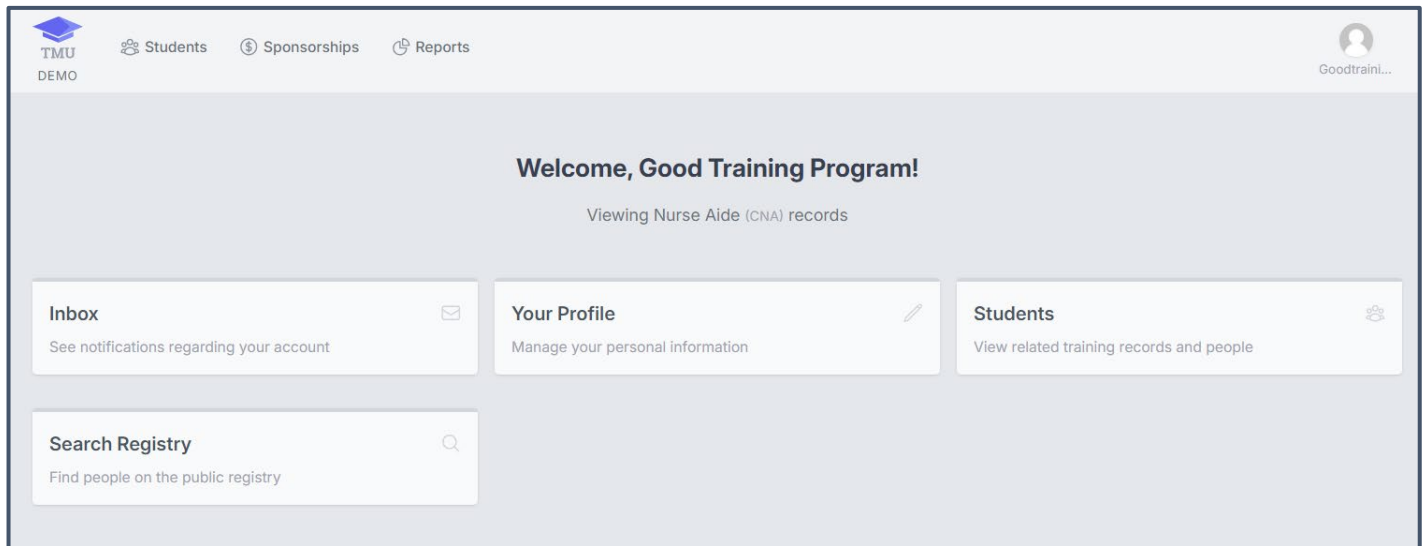 TMU
DEMO
Students
Sponsorships
Reports
Goodtraini...
Welcome, Good Training Program!
Viewing Nurse Aide (CNA) records
Inbox
See notifications regarding your account
Your Profile
Manage your personal information
Students
View related training records and people
Search Registry
Find people on the public registry